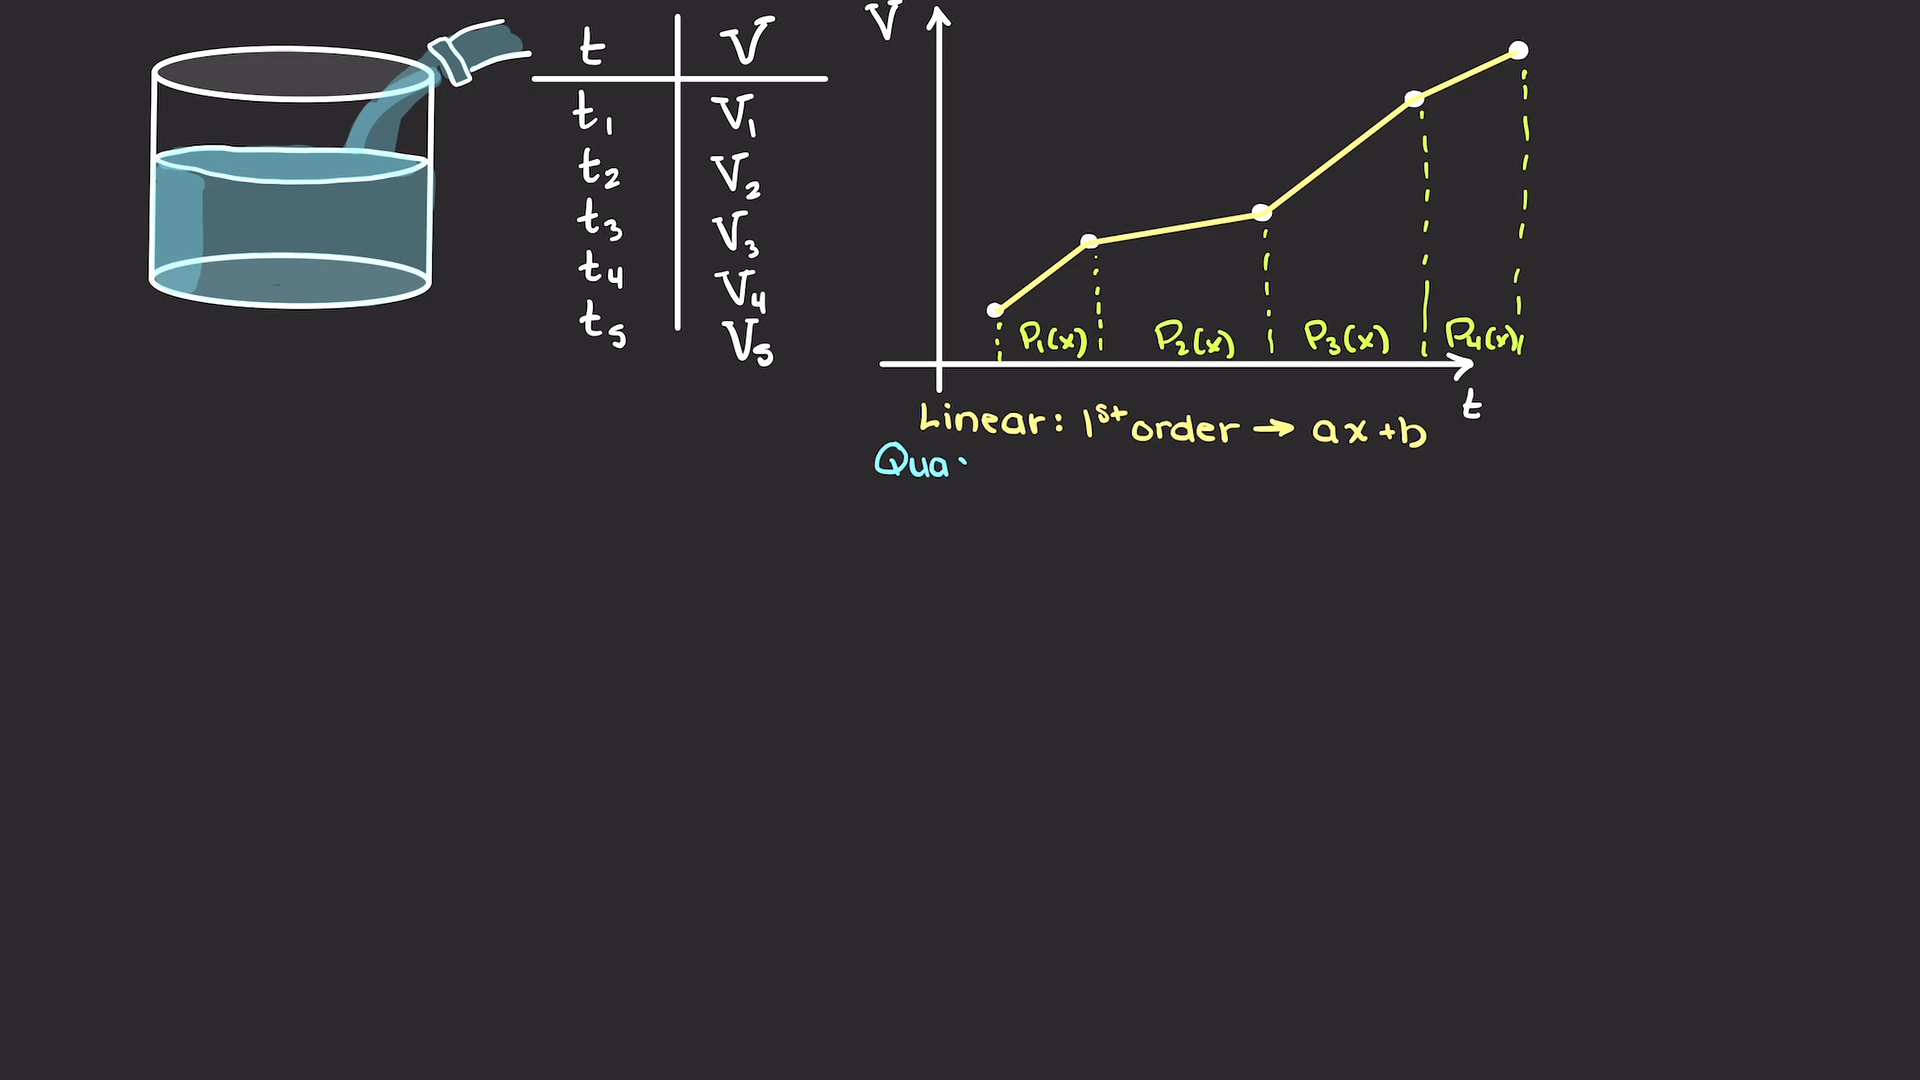 t V
t1 V1
t2 V2
t3 V3
t4 V4
t5 V5
V
P1(x) P2(x) P3(x) P4(x)
t
Linear: 1st order → ax+b
Qua